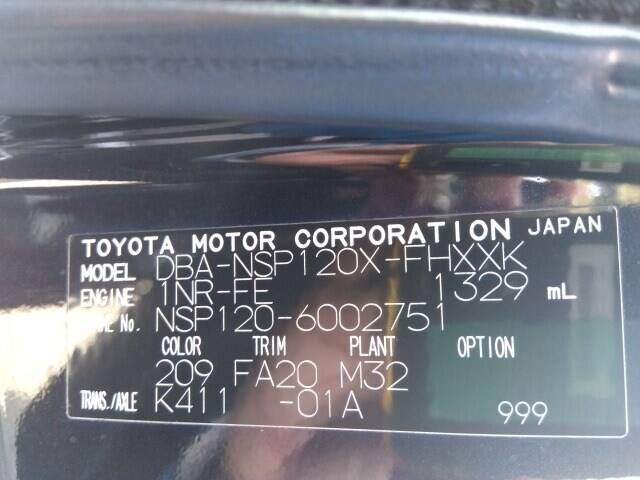 TOYOTA MOTOR CORPORATION JAPAN
MODEL DBA-NSP120X-FHXXK
ENGINE 1NR-FE 1329 mL
No. NSP120-6002751
COLOR TRIM PLANT OPTION
209 FA20 M32
TRANS./AXLE K411 -01A 999